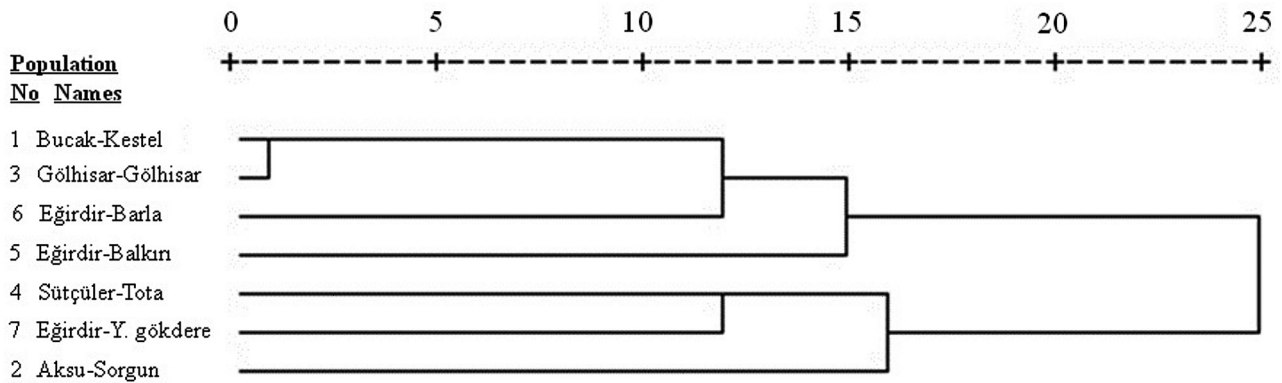 0 5 10 15 20 25
Population
No Names
1 Bucak-Kestel
3 Gölhisar-Gölhisar
6 Eğirdir-Barla
5 Eğirdir-Balkın
4 Sütçüler-Tota
7 Eğirdir-Y. gökdere
2 Aksu-Sorgun